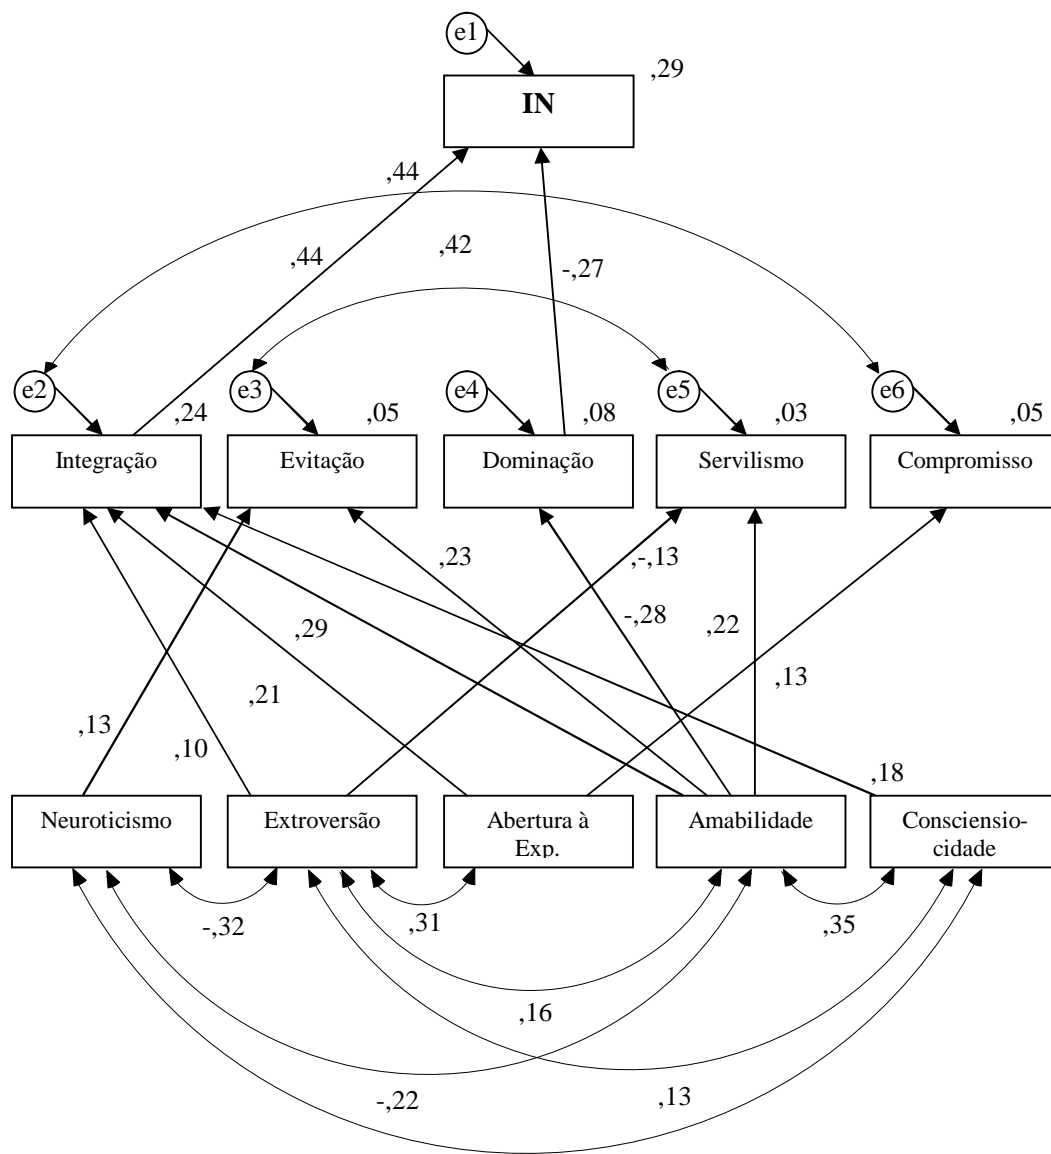 e1
,29
IN
,44
,42
,44
-,27
e2
e3
e4
e5
e6
,24
,05
,08
,03
,05
Integração
Evitação
Dominação
Servilismo
Compromisso
,23
,-,13
-,28
,29
,22
,13
,21
,13
,10
,18
Neuroticismo
Extroversão
Abertura à
Exp.
Amabilidade
Consciensio-
cidade
-,32
,31
,35
,16
-,22
,13